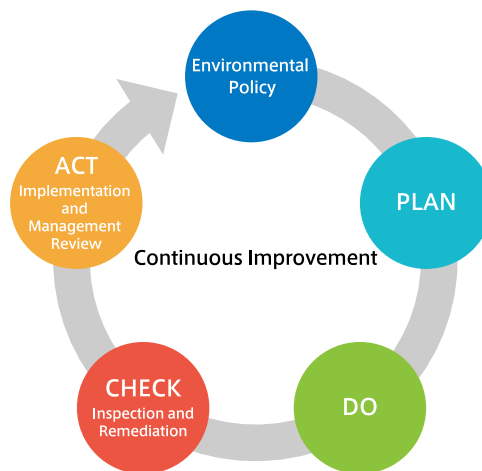 Environmental
Policy
PLAN
DO
CHECK
Inspection and
Remediation
ACT
Implementation
and
Management
Review
Continuous Improvement